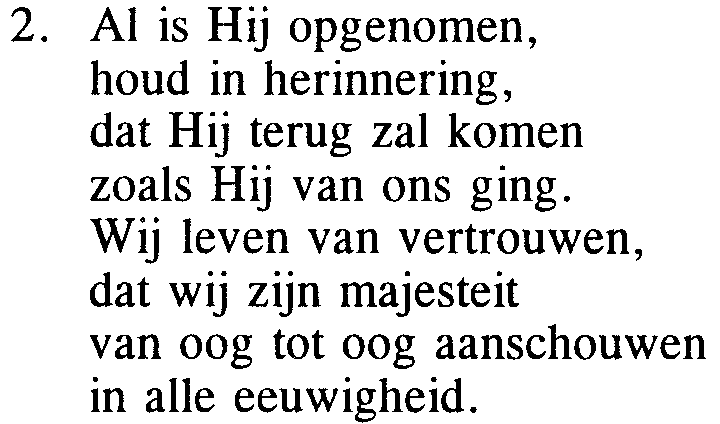 2. Al is Hij opgenomen,
houd in herinnering,
dat Hij terug zal komen
zoals Hij van ons ging.
Wij leven van vertrouwen,
dat wij zijn majesteit
van oog tot oog aanschouwen
in alle eeuwigheid.